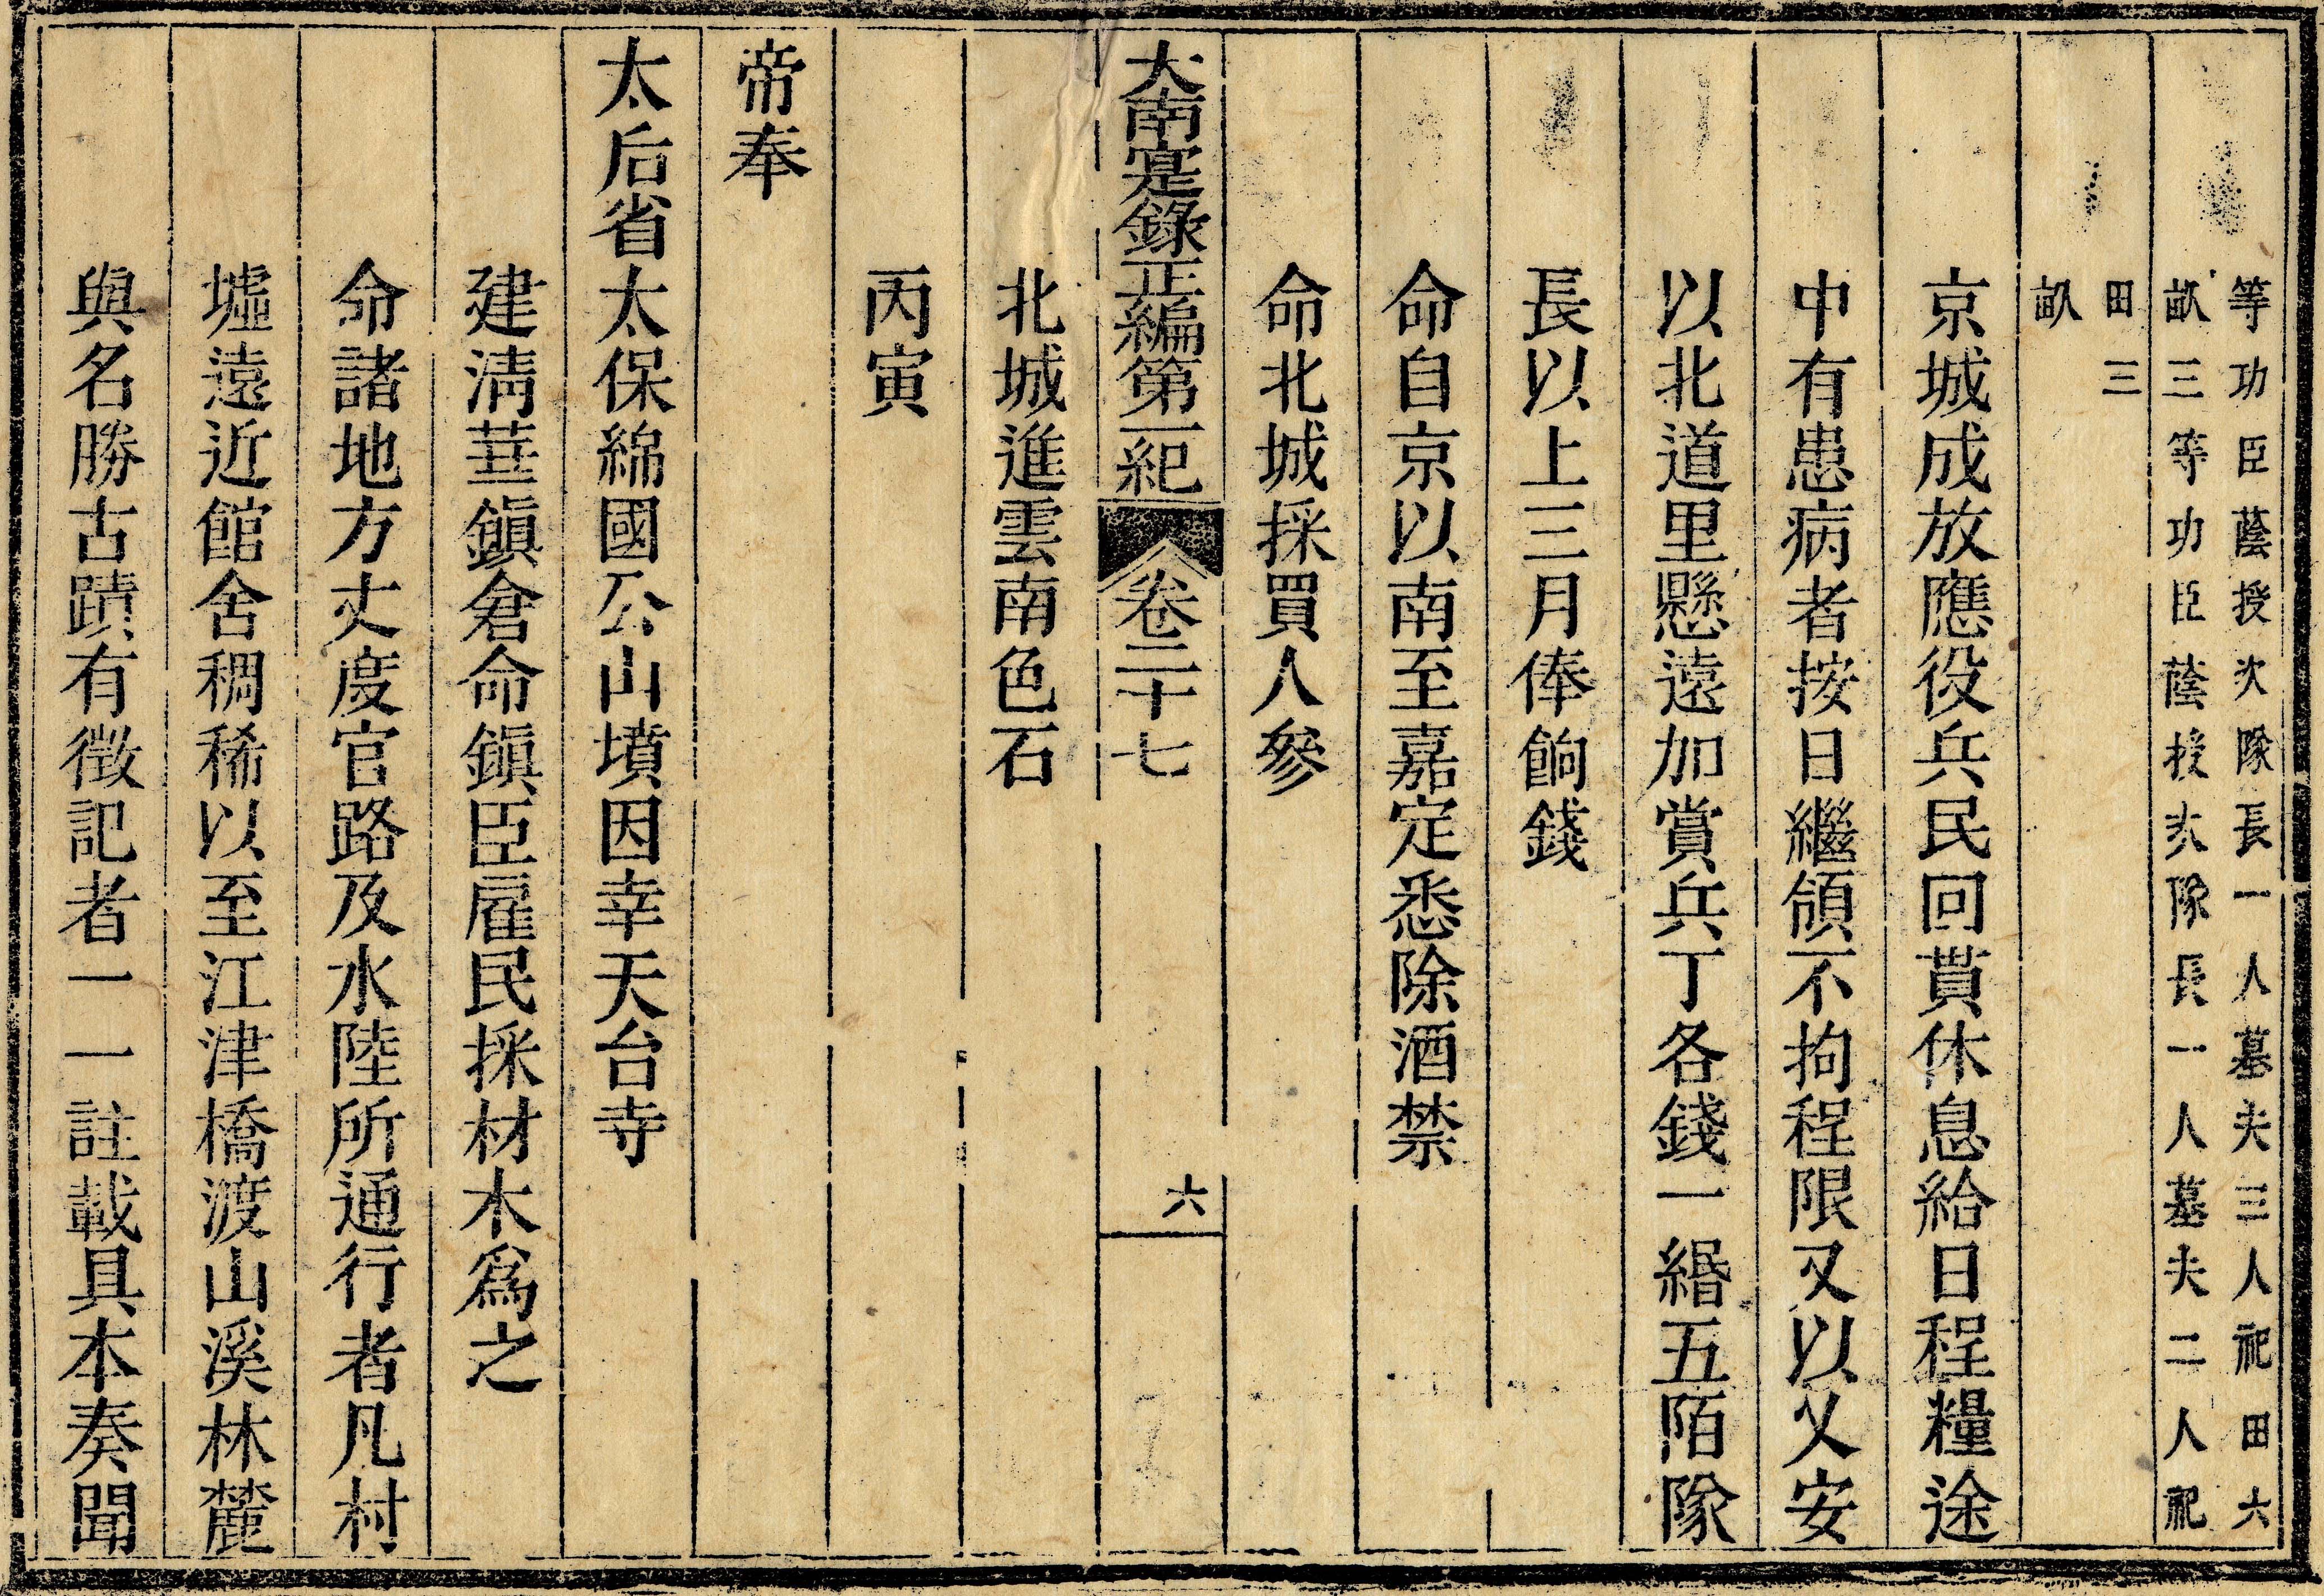 等功臣蔭授次隊長一人墓夫三人祀田六
畝三等功臣蔭授次隊長一人墓夫二人祀
田三
畝
京城成放應役兵民回貫休息給日程糧途
中有患病者按日繼領不拘程限又以乂安
以北道里懸遠加賞兵丁各錢一緡五陌隊
長以上三月俸餉錢
命自京以南至嘉定悉除酒禁
命北城採買人參
大南寔錄正編第一紀 卷二十七 六
北城進雲南色石
丙寅
帝奉
太后省太保綿國公山墳因幸天台寺
建淸華鎭倉命鎭臣雇民採材木爲之
命諸地方丈度官路及水陸所通行者凡村
墟遠近館舍稠稀以至江津橋渡山溪林麓
與名勝古蹟有徵記者一一註載具本奏聞